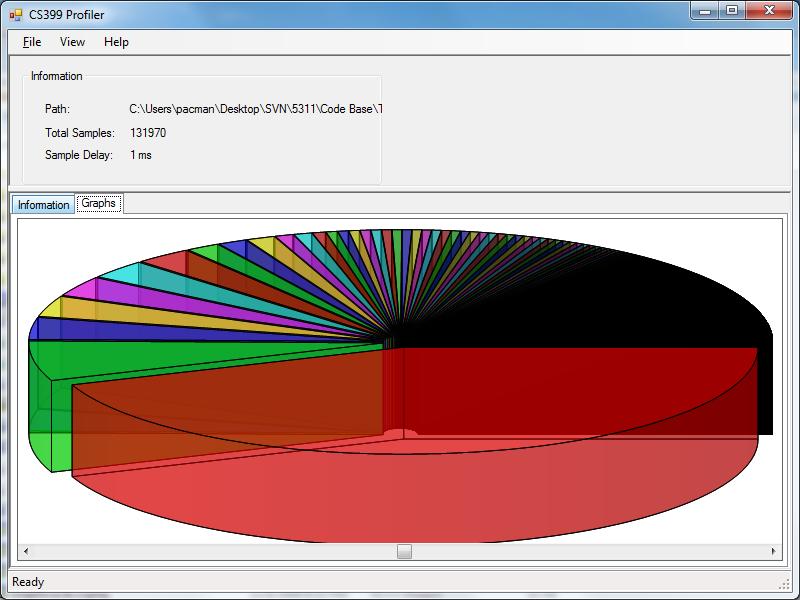 CS399 Profiler
File View Help
Information
Path: C:\Users\pacman\Desktop\SVN\5311\Code Base\T
Total Samples: 131970
Sample Delay: 1 ms
Information Graphs
Ready